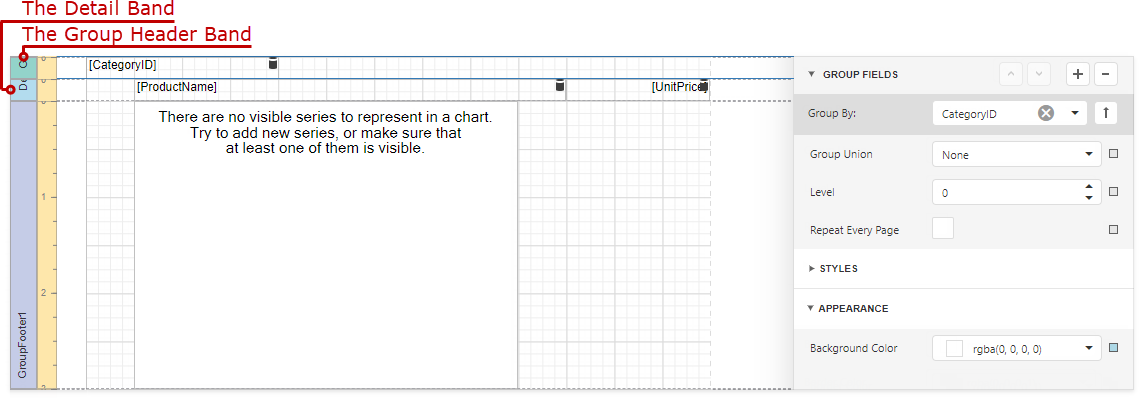 The Detail Band
The Group Header Band
[CategoryID]
[ProductName]
[UnitPrice]
There are no visible series to represent in a chart.
Try to add new series, or make sure that
at least one of them is visible.
0
0
0
1
2
GroupFooter1
GROUP FIELDS
Group By:
CategoryID
Group Union
None
Level
0
Repeat Every Page
STYLES
APPEARANCE
Background Color
rgba(0, 0, 0, 0)